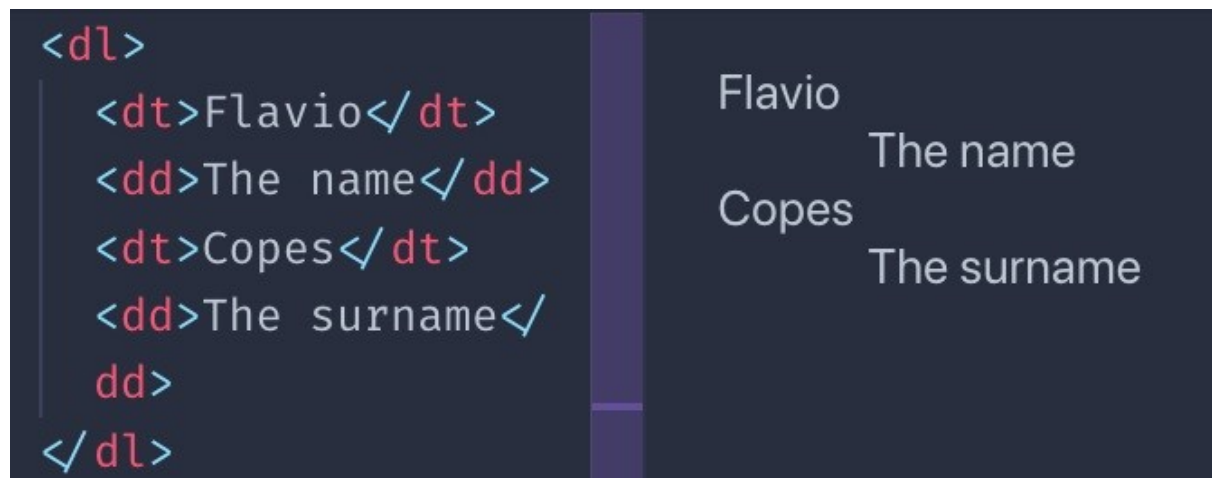 <dl>
<dt>Flavio</dt>
<dd>The name</dd>
<dt>Copes</dt>
<dd>The surname</
dd>
</dl>
Flavio
The name
Copes
The surname